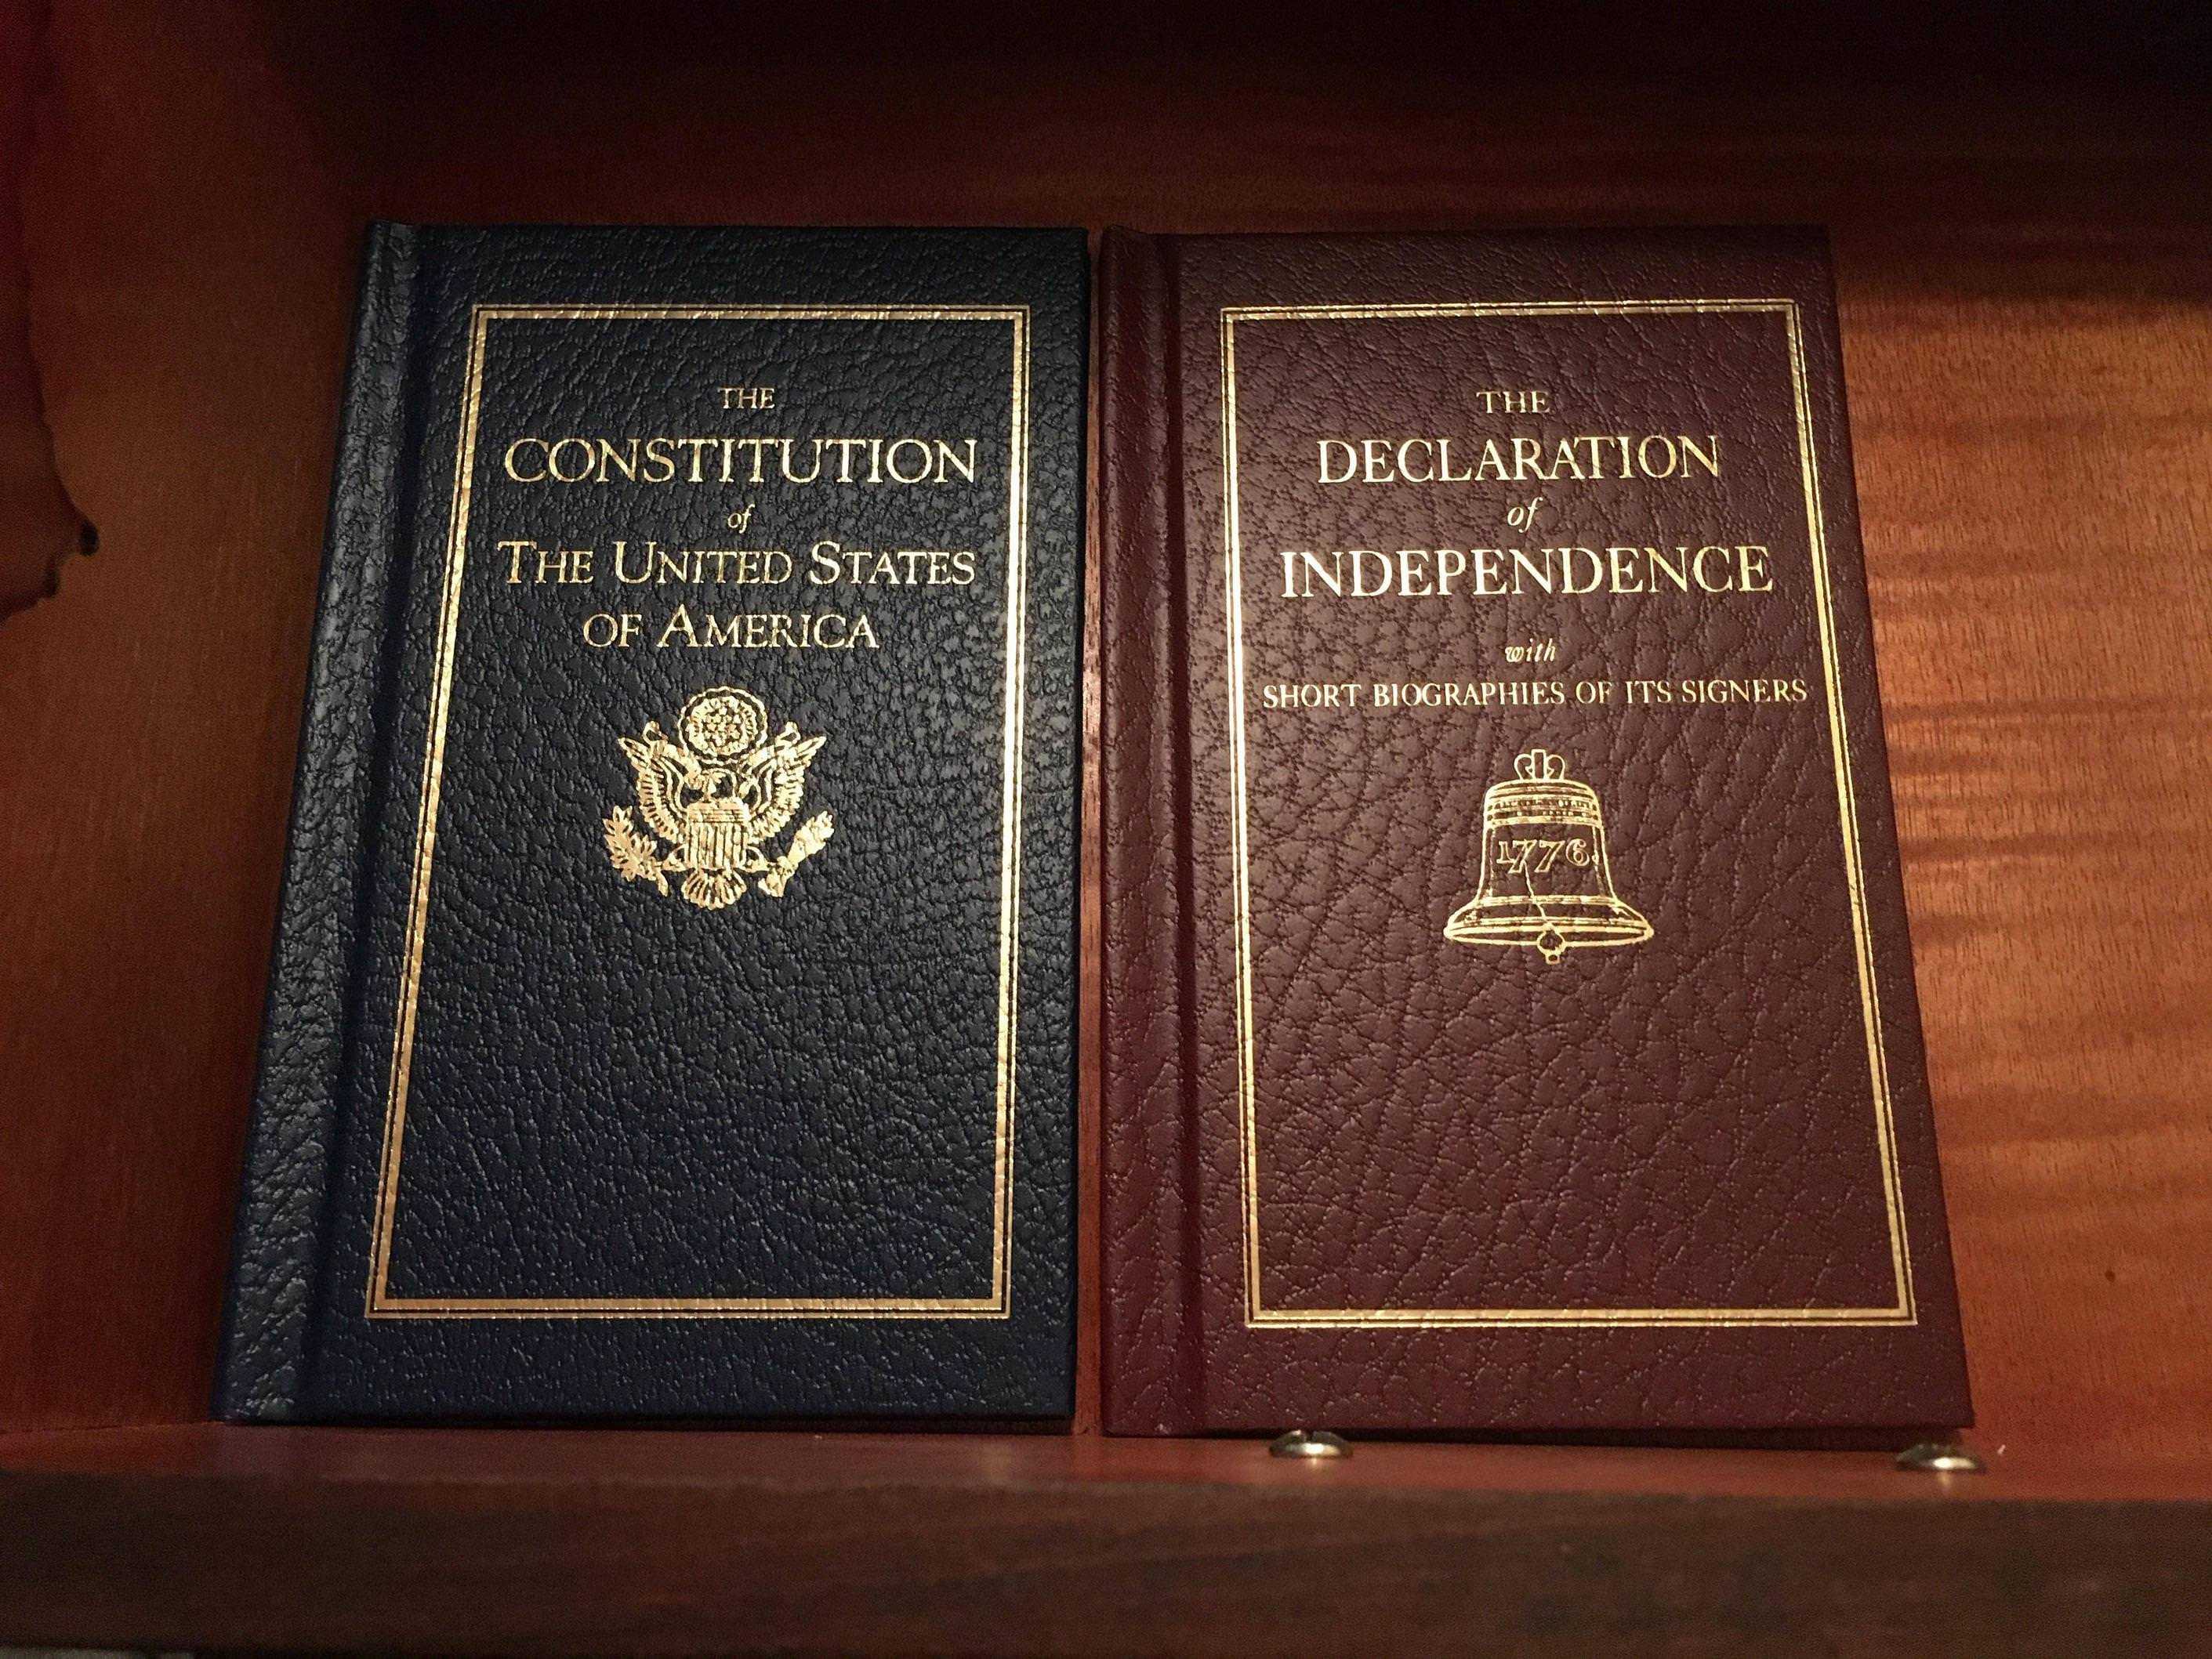 THE
CONSTITUTION
of
THE UNITED STATES
OF AMERICA
THE
DECLARATION
of
INDEPENDENCE
with
SHORT BIOGRAPHIES OF ITS SIGNERS
1776